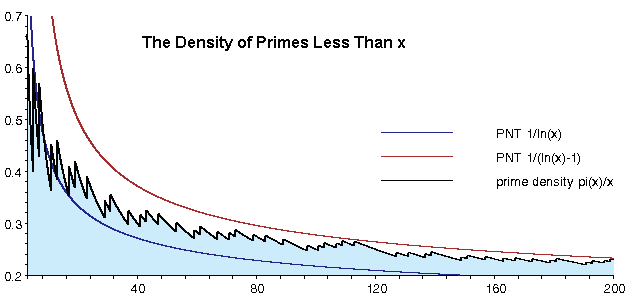 The Density of Primes Less Than x
0.7
0.6
0.5
0.4
0.3
0.2
PNT 1/ln(x)
PNT 1/(ln(x)-1)
prime density pi(x)/x
40
80
120
160
200